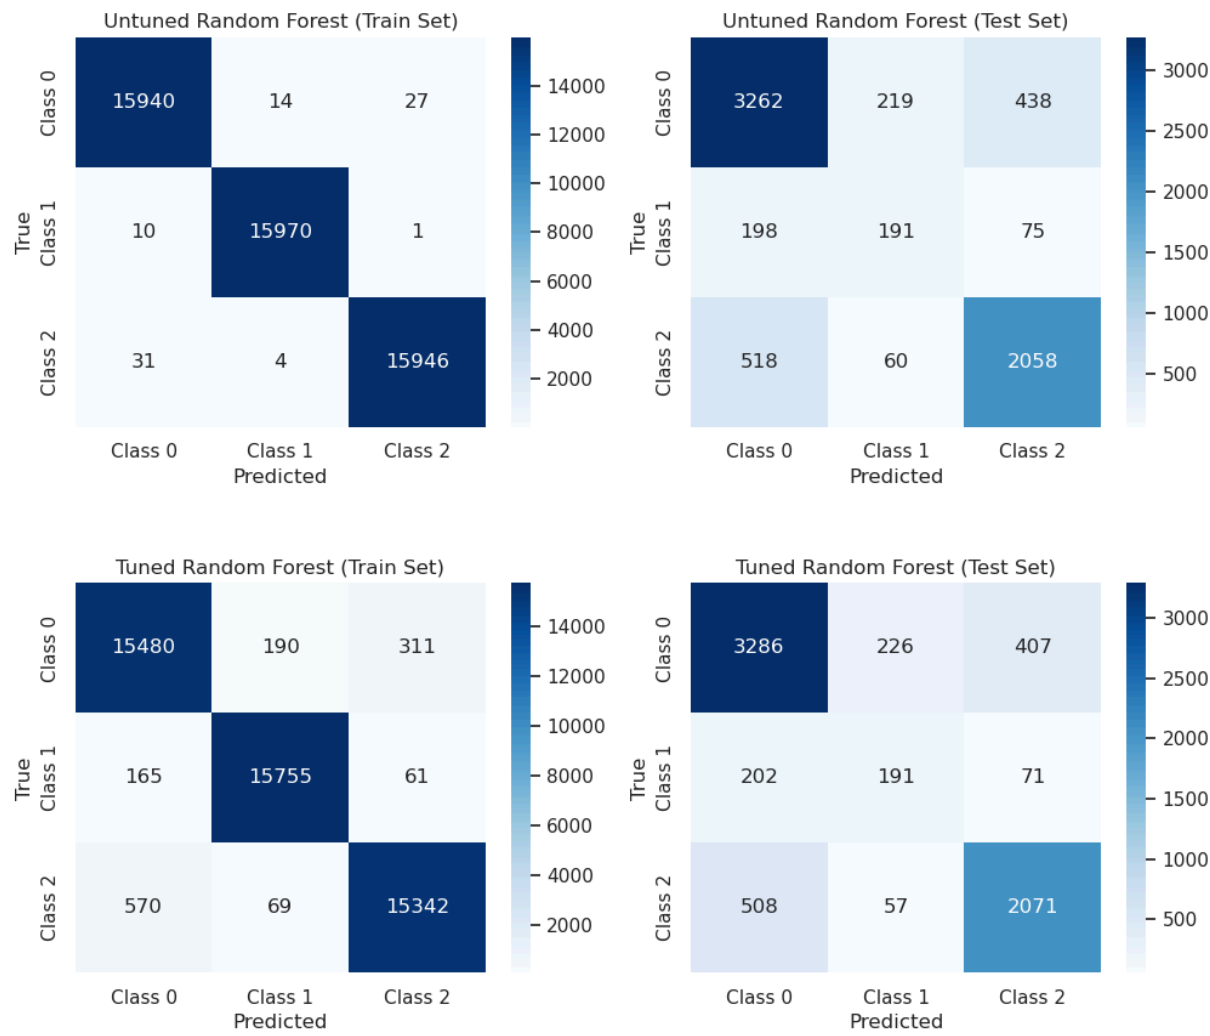 Untuned Random Forest (Train Set)
Class 0 15940 14 27 14000
12000
10000
True Class 1 10 15970 1 8000
6000
4000
Class 2 31 4 15946 2000
Class 0 Class 1 Class 2
Predicted
Untuned Random Forest (Test Set)
Class 0 3262 219 438 3000
2500
2000
True Class 1 198 191 75 1500
1000
Class 2 518 60 2058 500
Class 0 Class 1 Class 2
Predicted
Tuned Random Forest (Train Set)
Class 0 15480 190 311 14000
12000
10000
True Class 1 165 15755 61 8000
6000
4000
Class 2 570 69 15342 2000
Class 0 Class 1 Class 2
Predicted
Tuned Random Forest (Test Set)
Class 0 3286 226 407 3000
2500
2000
True Class 1 202 191 71 1500
1000
Class 2 508 57 2071 500
Class 0 Class 1 Class 2
Predicted